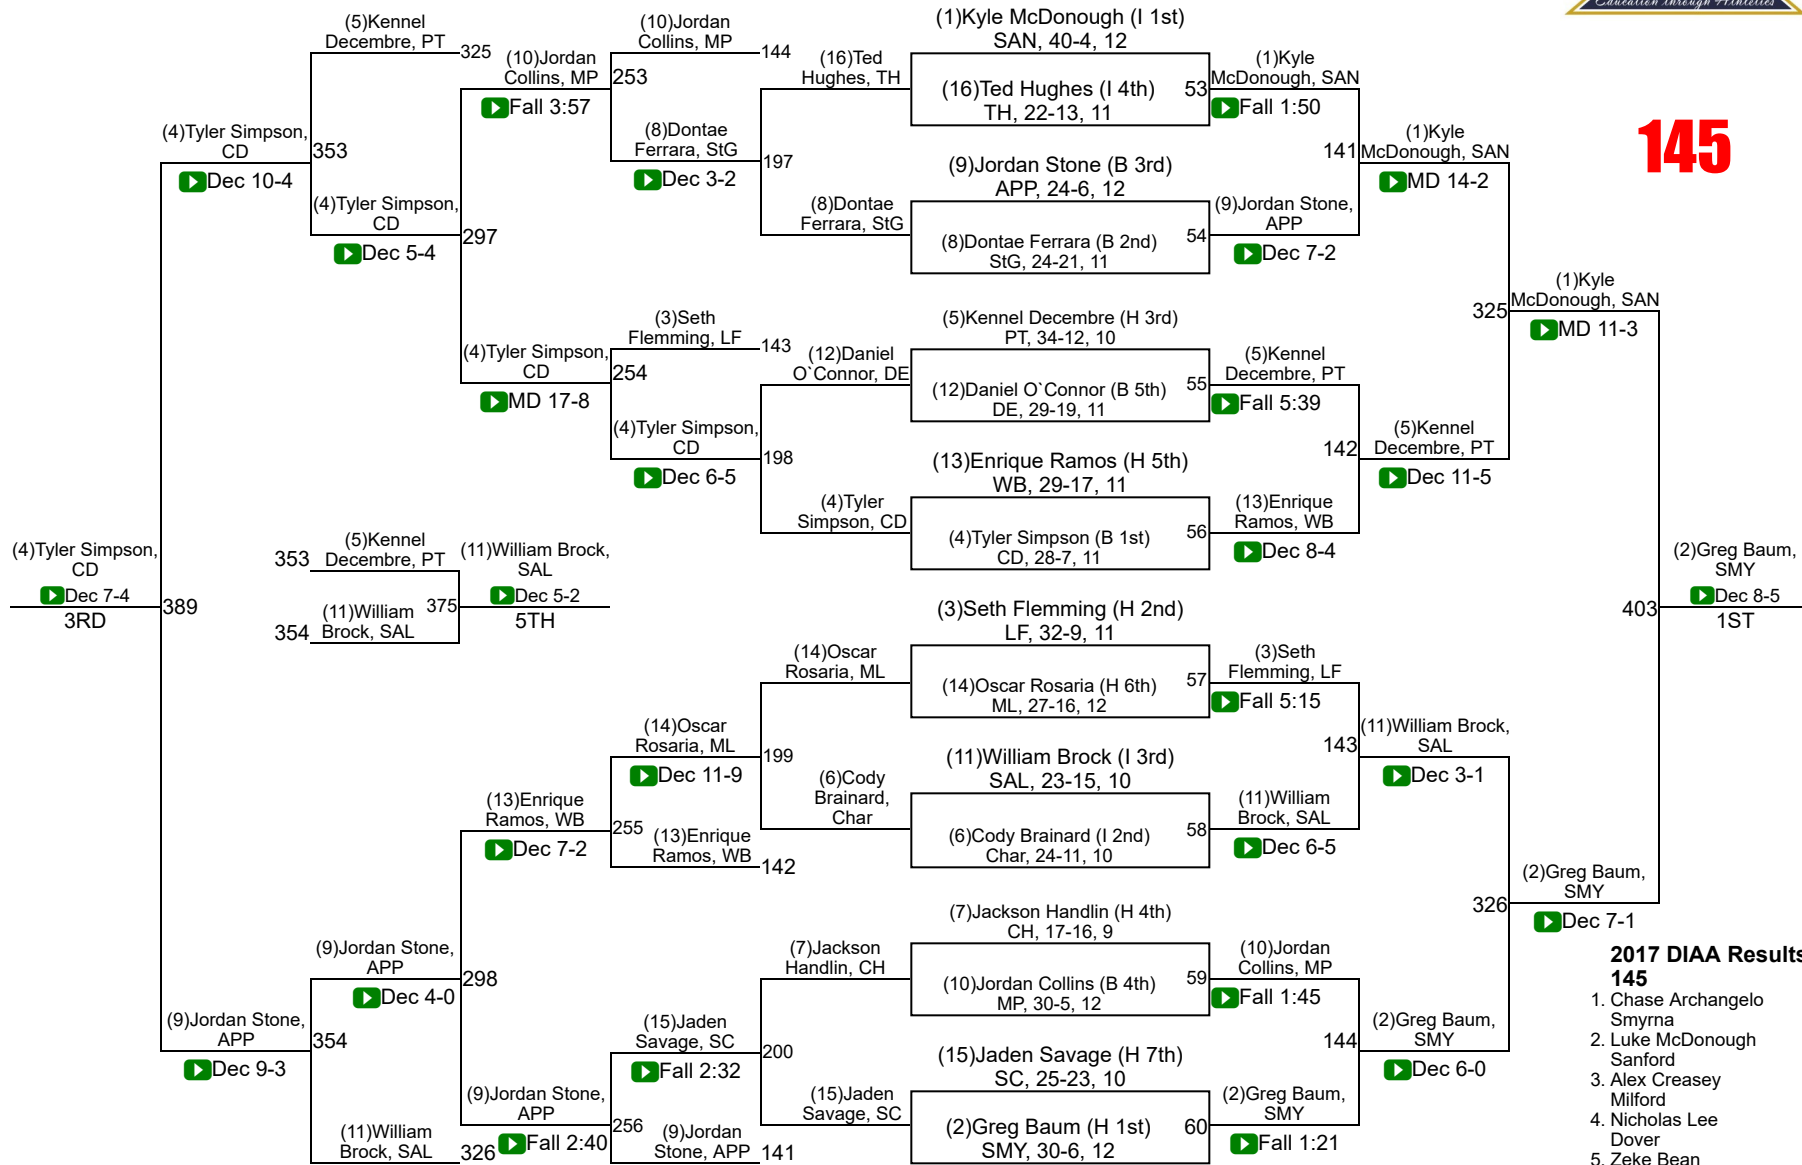 Education through Athletics
145
(5)Kennel
Decembre, PT
325
(10)Jordan
Collins, MP
Fall 3:57
(10)Jordan
Collins, MP
144
253
(8)Dontae
Ferrara, StG
Dec 3-2
(16)Ted
Hughes, TH
197
(8)Dontae
Ferrara, StG
(1)Kyle McDonough (I 1st)
SAN, 40-4, 12
(16)Ted Hughes (I 4th)
TH, 22-13, 11
53
(1)Kyle
McDonough, SAN
Fall 1:50
(9)Jordan Stone (B 3rd)
APP, 24-6, 12
(8)Dontae Ferrara (B 2nd)
StG, 24-21, 11
54
(9)Jordan Stone,
APP
Dec 7-2
141
(1)Kyle
McDonough, SAN
MD 14-2
(4)Tyler Simpson,
CD
Dec 10-4
353
(4)Tyler Simpson,
CD
Dec 5-4
297
(4)Tyler Simpson,
CD
MD 17-8
(3)Seth
Flemming, LF
143
254
(4)Tyler Simpson,
CD
Dec 6-5
(12)Daniel
O`Connor, DE
198
(4)Tyler
Simpson, CD
(5)Kennel Decembre (H 3rd)
PT, 34-12, 10
(12)Daniel O`Connor (B 5th)
DE, 29-19, 11
55
(5)Kennel
Decembre, PT
Fall 5:39
(13)Enrique Ramos (H 5th)
WB, 29-17, 11
(4)Tyler Simpson (B 1st)
CD, 28-7, 11
56
(13)Enrique
Ramos, WB
Dec 8-4
142
(5)Kennel
Decembre, PT
Dec 11-5
325
(1)Kyle
McDonough, SAN
MD 11-3
(4)Tyler Simpson,
CD
Dec 7-4
3RD
389
353
(5)Kennel
Decembre, PT
354
(11)William
Brock, SAL
375
(11)William Brock,
SAL
Dec 5-2
5TH
403
(2)Greg Baum,
SMY
Dec 8-5
1ST
(14)Oscar
Rosaria, ML
(3)Seth Flemming (H 2nd)
LF, 32-9, 11
(14)Oscar Rosaria (H 6th)
ML, 27-16, 12
57
(3)Seth
Flemming, LF
Fall 5:15
(14)Oscar
Rosaria, ML
Dec 11-9
199
(6)Cody
Brainard,
Char
(11)William Brock (I 3rd)
SAL, 23-15, 10
(6)Cody Brainard (I 2nd)
Char, 24-11, 10
58
(11)William
Brock, SAL
Dec 6-5
143
(11)William Brock,
SAL
Dec 3-1
(13)Enrique
Ramos, WB
Dec 7-2
255
(13)Enrique
Ramos, WB
142
(9)Jordan Stone,
APP
Dec 4-0
298
(7)Jackson
Handlin, CH
(7)Jackson Handlin (H 4th)
CH, 17-16, 9
(10)Jordan Collins (B 4th)
MP, 30-5, 12
59
(10)Jordan
Collins, MP
Fall 1:45
326
(2)Greg Baum,
SMY
Dec 7-1
(9)Jordan Stone,
APP
Dec 9-3
354
(15)Jaden
Savage, SC
Fall 2:32
200
(15)Jaden
Savage, SC
(15)Jaden Savage (H 7th)
SC, 25-23, 10
(2)Greg Baum (H 1st)
SMY, 30-6, 12
60
(2)Greg Baum,
SMY
Fall 1:21
144
(2)Greg Baum,
SMY
Dec 6-0
(11)William
Brock, SAL
326
(9)Jordan Stone,
APP
Fall 2:40
256
(9)Jordan
Stone, APP
141
2017 DIAA Results
145
1. Chase Archangelo
Smyrna
2. Luke McDonough
Sanford
3. Alex Creasey
Milford
4. Nicholas Lee
Dover
5. Zeke Bean